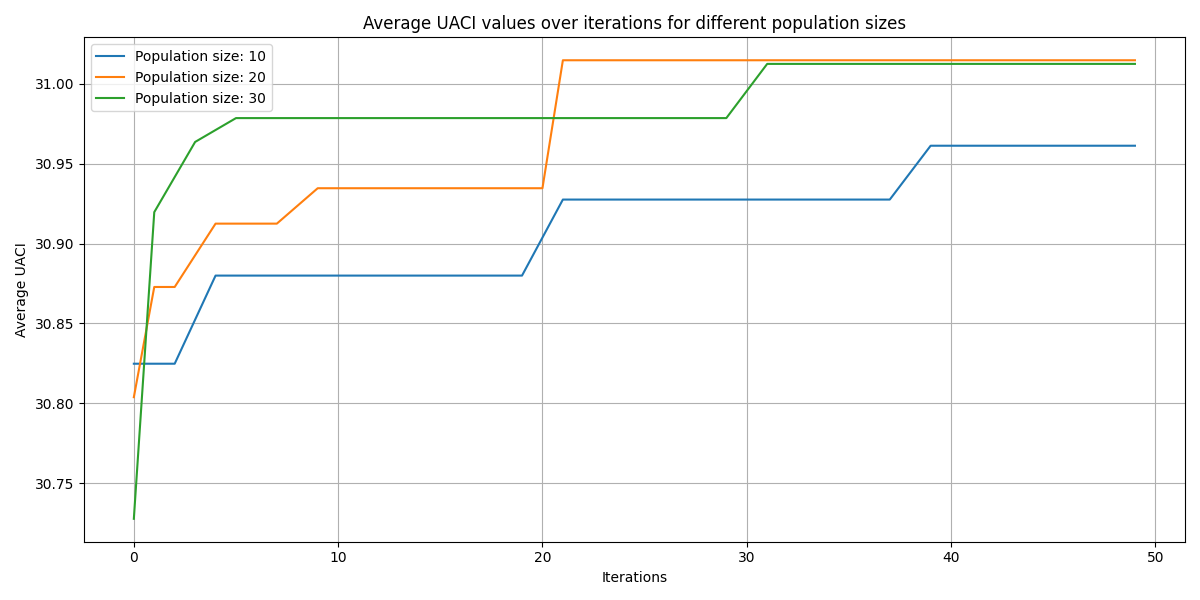 Average UACI values over iterations for different population sizes
Population size: 10
Population size: 20
Population size: 30
Average UACI
31.00
30.95
30.90
30.85
30.80
30.75
0 10 20 30 40 50
Iterations